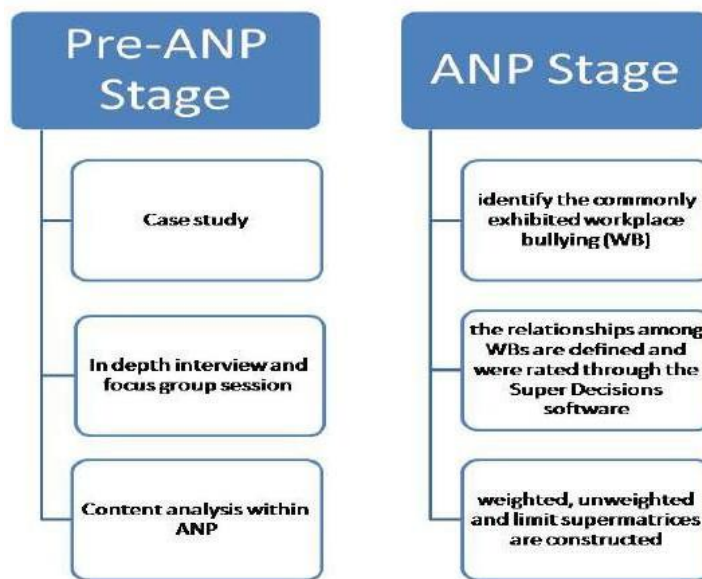 Pre-ANP
Stage
Case study
In depth interview and
focus group session
Content analysis within
ANP
ANP Stage
identify the commonly
exhibited workplace
bullying (WB)
the relationships among
WBs are defined and
were rated through the
Super Decisions
software
weighted, unweighted
and limit supermatrices
are constructed